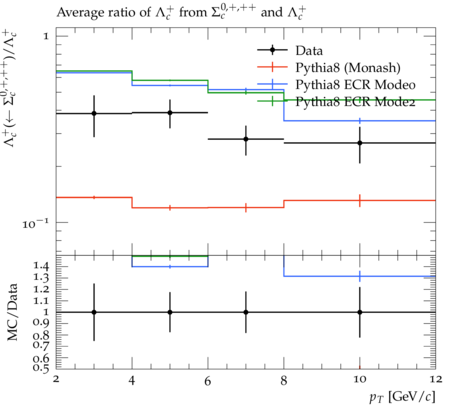 Average ratio of Λc+ from Σc0,+,++ and Λc+
Λc+(← Σc0,+,++)/Λc+
1
10−1
Data
Pythia8 (Monash)
Pythia8 ECR Mode0
Pythia8 ECR Mode2
MC/Data
1.4
1.3
1.2
1.1
1
0.9
0.8
0.7
0.6
0.5
2 4 6 8 10 12
pT [GeV/c]